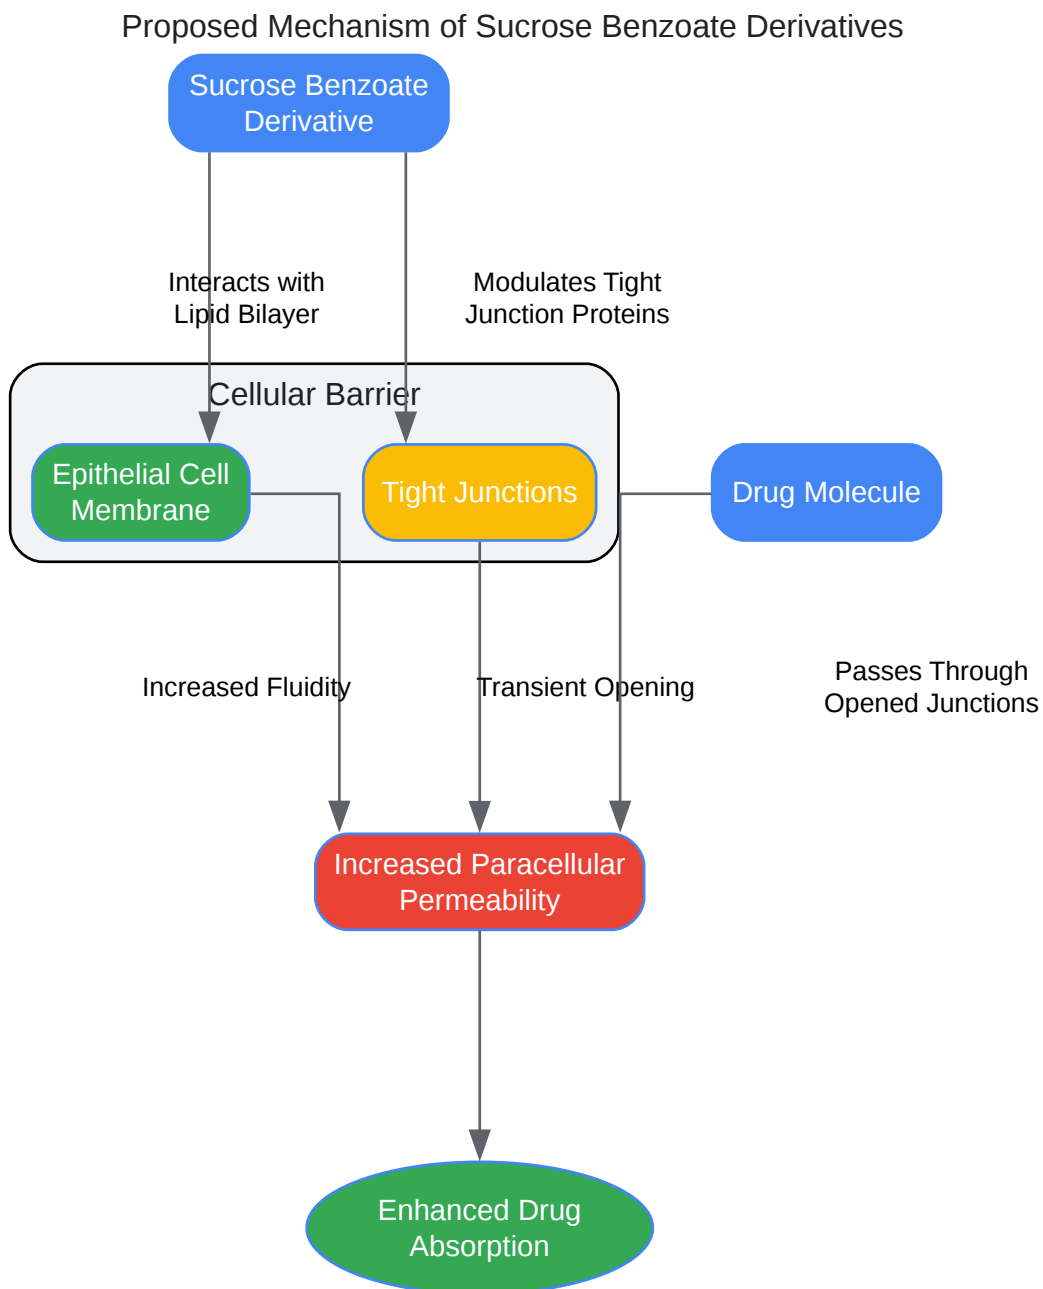 Proposed Mechanism of Sucrose Benzoate Derivatives
Sucrose Benzoate
Derivative
Interacts with
Lipid Bilayer
Modulates Tight
Junction Proteins
Cellular Barrier
Epithelial Cell
Membrane
Tight Junctions
Drug Molecule
Increased Fluidity
Transient Opening
Passes Through
Opened Junctions
Increased Paracellular
Permeability
Enhanced Drug
Absorption